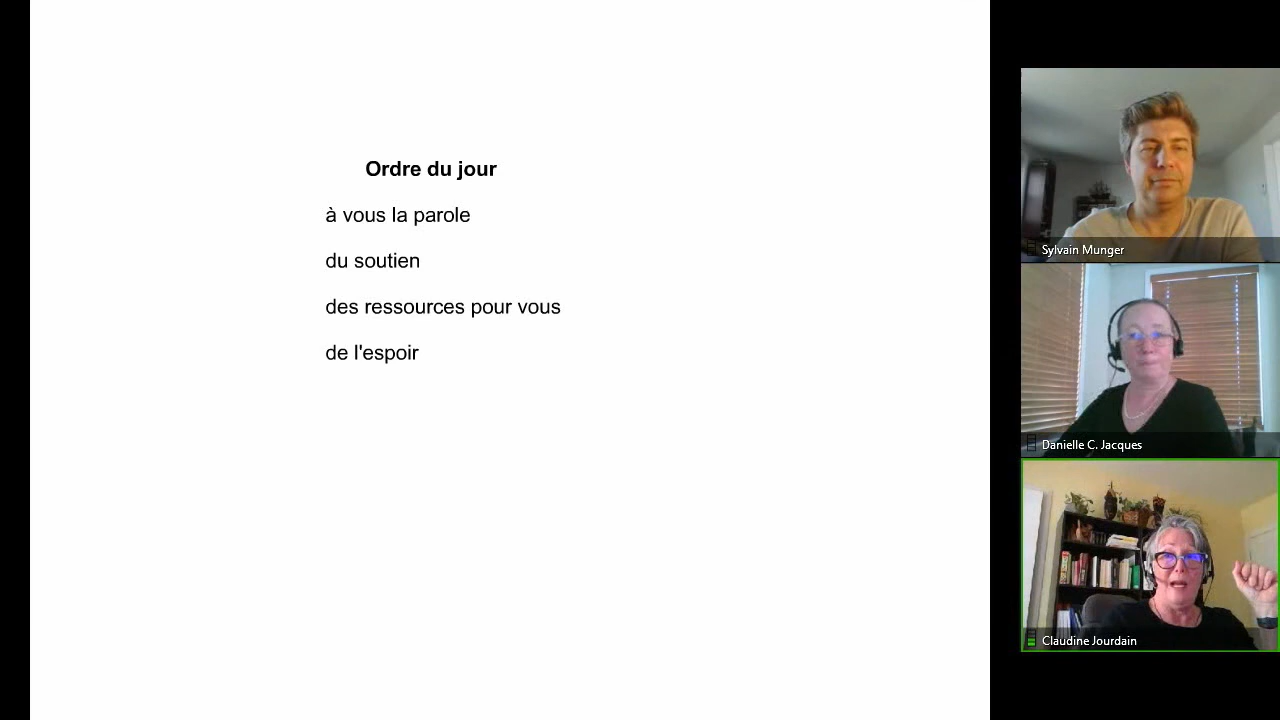 Ordre du jour
à vous la parole
du soutien
des ressources pour vous
de l'espoir
Sylvain Munger
Danielle C. Jacques
Claudine Jourdain